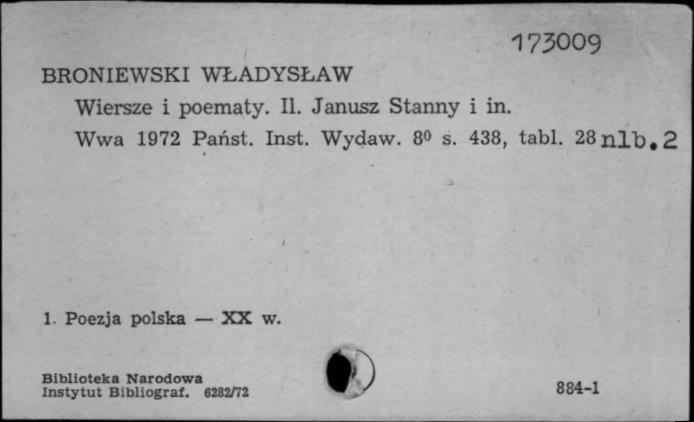 173009
BRONIEWSKI WŁADYSŁAW
Wiersze i poematy. Il. Janusz Stanny i in.
Wwa 1972 Państ. Inst. Wydaw. 8⁰ s. 438, tabl. 28 nlb. 2
1. Poezja polska — XX w.
Biblioteka Narodowa
Instytut Bibliograf. 6282/72
884-1